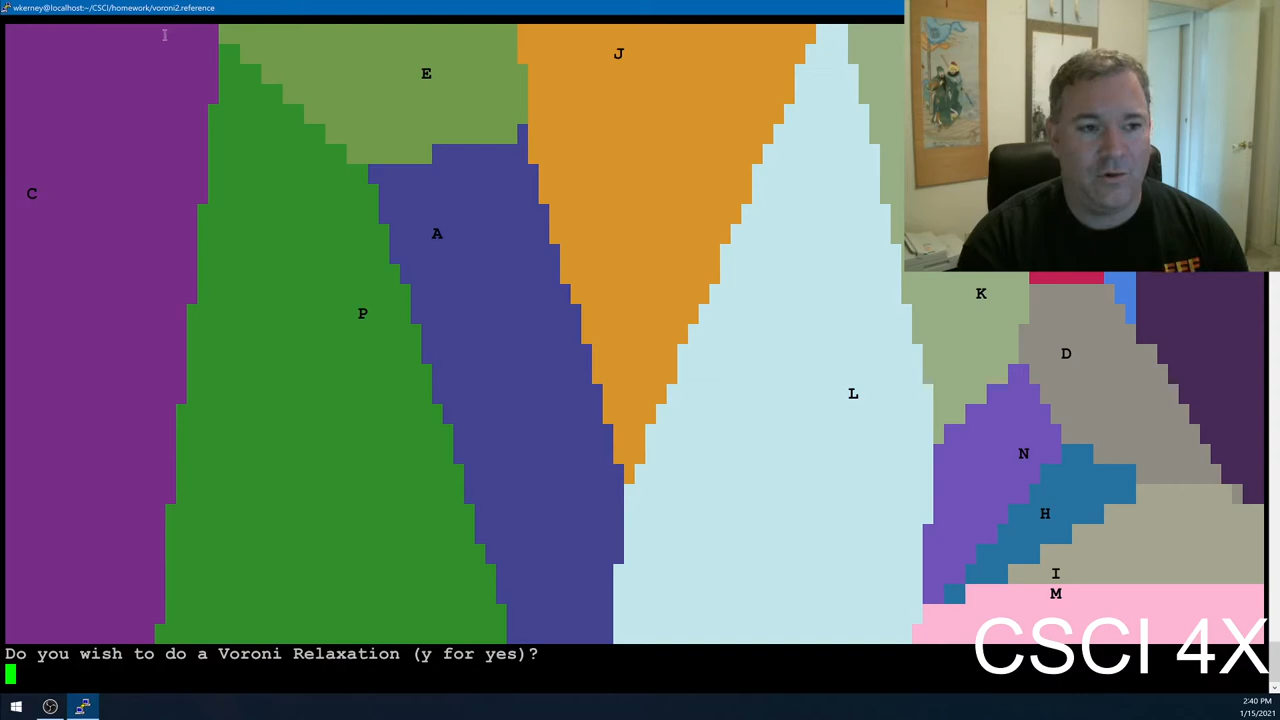 wkerney@localhost:~/CSCI/homework/voroni2.reference
J
E
C
A
K
P
D
L
N
H
I
M
EFF
Do you wish to do a Voroni Relaxation (y for yes)?
CSCI 4X
2:40 PM
1/15/2021